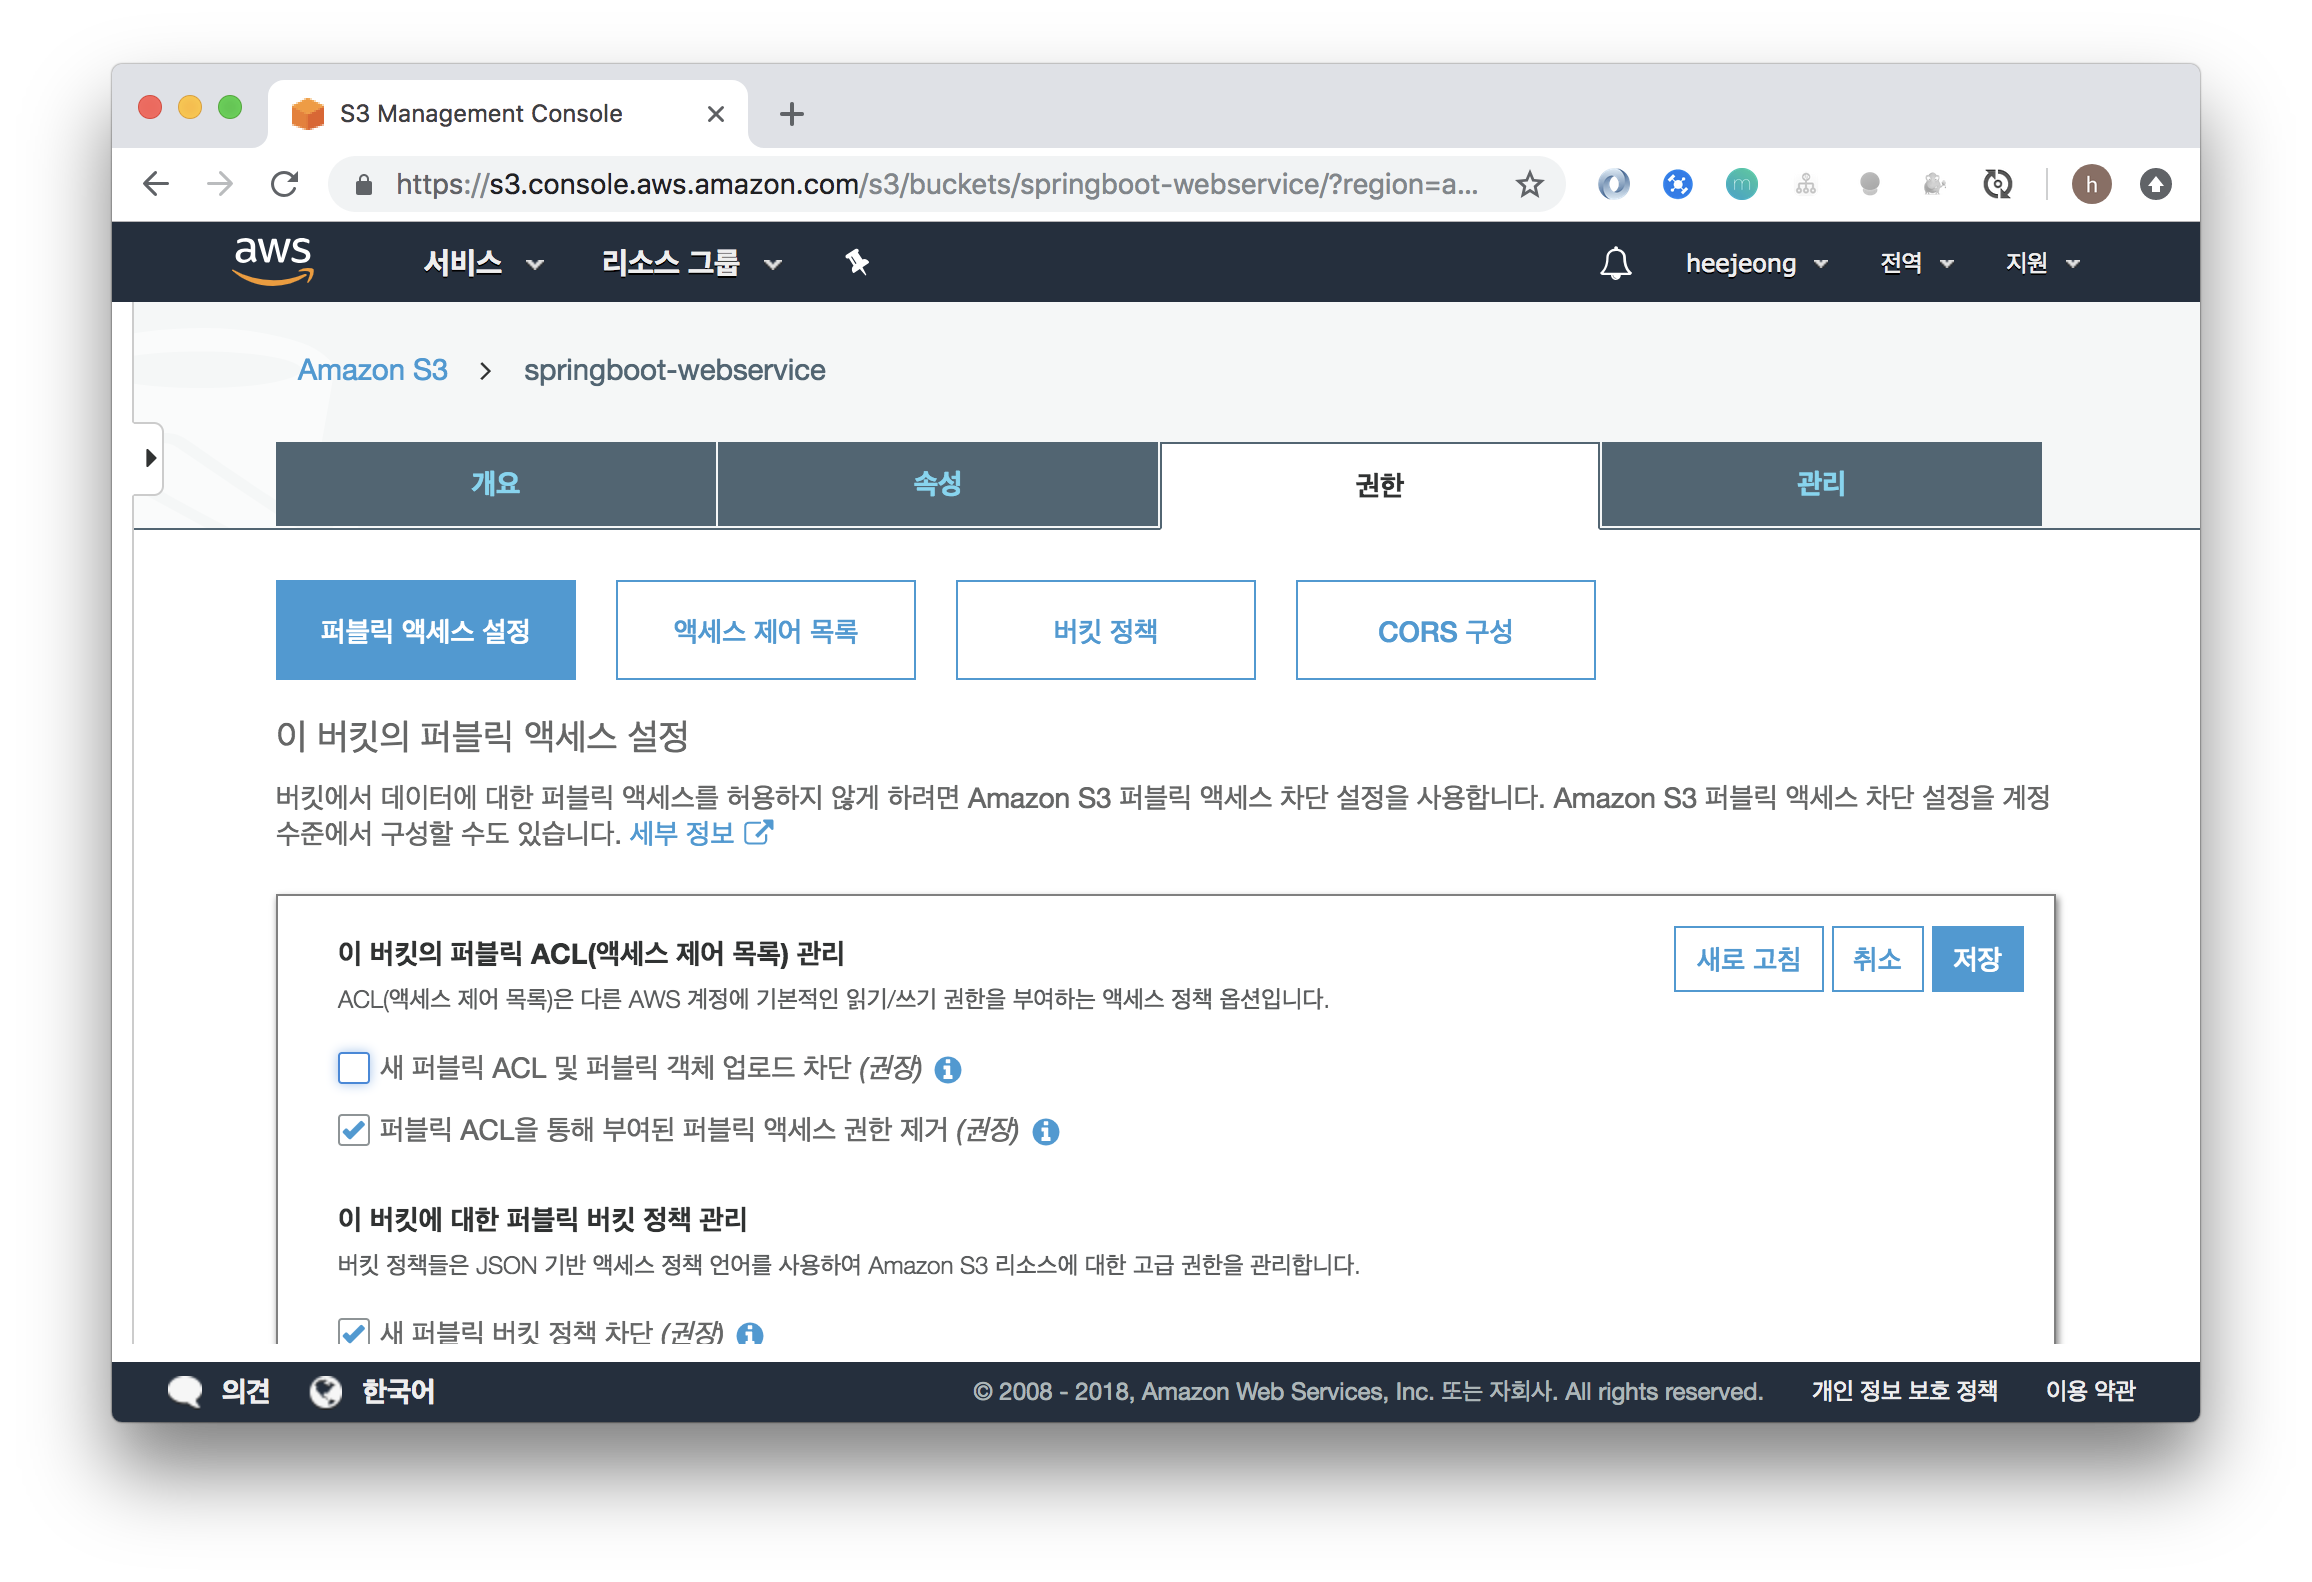 S3 Management Console
https://s3.console.aws.amazon.com/s3/buckets/springboot-webservice/?region=a...
m
h
aws 서비스 리소스 그룹 heejeong 전역 지원
Amazon S3 > springboot-webservice
개요 속성 권한 관리
퍼블릭 액세스 설정 액세스 제어 목록 버킷 정책 CORS 구성
이 버킷의 퍼블릭 액세스 설정
버킷에서 데이터에 대한 퍼블릭 액세스를 허용하지 않게 하려면 Amazon S3 퍼블릭 액세스 차단 설정을 사용합니다. Amazon S3 퍼블릭 액세스 차단 설정을 계정
수준에서 구성할 수도 있습니다. 세부 정보
이 버킷의 퍼블릭 ACL(액세스 제어 목록) 관리
새로 고침 취소 저장
ACL(액세스 제어 목록)은 다른 AWS 계정에 기본적인 읽기/쓰기 권한을 부여하는 액세스 정책 옵션입니다.
새 퍼블릭 ACL 및 퍼블릭 객체 업로드 차단 (권장)
퍼블릭 ACL을 통해 부여된 퍼블릭 액세스 권한 제거 (권장)
이 버킷에 대한 퍼블릭 버킷 정책 관리
버킷 정책들은 JSON 기반 액세스 정책 언어를 사용하여 Amazon S3 리소스에 대한 고급 권한을 관리합니다.
새 퍼블릭 버킷 정책 차단 (권장)
의견 한국어 © 2008 - 2018, Amazon Web Services, Inc. 또는 자회사. All rights reserved. 개인 정보 보호 정책 이용 약관